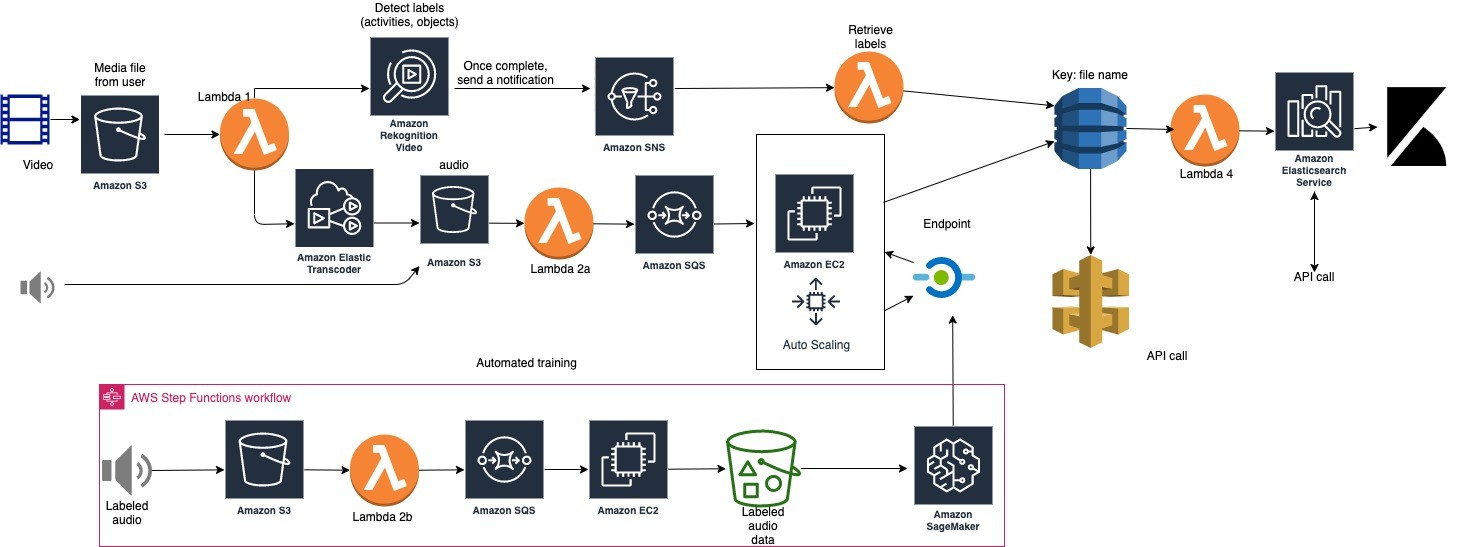 Detect labels
(activities, objects)
Retrieve
labels
Media file
from user
Once complete,
send a notification
Key: file name
Lambda 1
Amazon
Rekognition
Video
Amazon SNS
Video
Amazon S3
audio
Lambda 4
Amazon
Elasticsearch
Service
Amazon Elastic
Transcoder
Amazon S3
Lambda 2a
Amazon SQS
Amazon EC2
Endpoint
API call
Auto Scaling
API call
Automated training
AWS Step Functions workflow
Labeled
audio
Amazon S3
Lambda 2b
Amazon SQS
Amazon EC2
Labeled
audio
data
Amazon
SageMaker